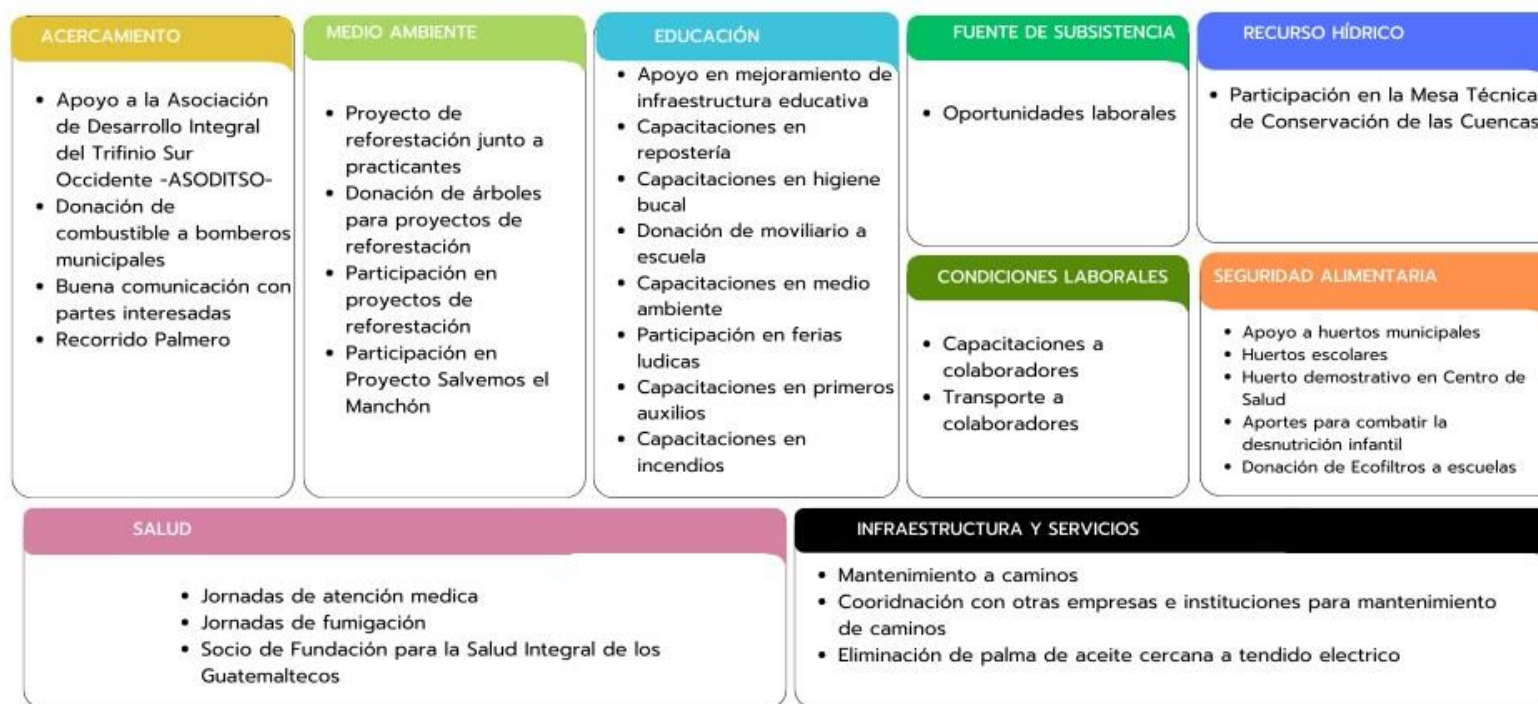 ACERCAMIENTO
• Apoyo a la Asociación
de Desarrollo Integral
del Trifinio Sur
Occidente -ASODITSO-
• Donación de
combustible a bomberos
municipales
• Buena comunicación con
partes interesadas
• Recorrido Palmero
MEDIO AMBIENTE
• Proyecto de
reforestación junto a
practicantes
• Donación de árboles
para proyectos de
reforestación
• Participación en
proyectos de
reforestación
• Participación en
Proyecto Salvemos el
Manchón
EDUCACIÓN
• Apoyo en mejoramiento de
infraestructura educativa
• Capacitaciones en
repostería
• Capacitaciones en higiene
bucal
• Donación de moviliario a
escuela
• Capacitaciones en medio
ambiente
• Participación en ferias
ludicas
• Capacitaciones en primeros
auxilios
• Capacitaciones en
incendios
FUENTE DE SUBSISTENCIA
• Oportunidades laborales
RECURSO HÍDRICO
• Participación en la Mesa Técnica
de Conservación de las Cuencas
CONDICIONES LABORALES
• Capacitaciones a
colaboradores
• Transporte a
colaboradores
SEGURIDAD ALIMENTARIA
• Apoyo a huertos municipales
• Huertos escolares
• Huerto demostrativo en Centro de
Salud
• Aportes para combatir la
desnutrición infantil
• Donación de Ecofiltros a escuelas
SALUD
• Jornadas de atención medica
• Jornadas de fumigación
• Socio de Fundación para la Salud Integral de los
Guatemaltecos
INFRAESTRUCTURA Y SERVICIOS
• Mantenimiento a caminos
• Cooridnación con otras empresas e instituciones para mantenimiento
de caminos
• Eliminación de palma de aceite cercana a tendido electrico